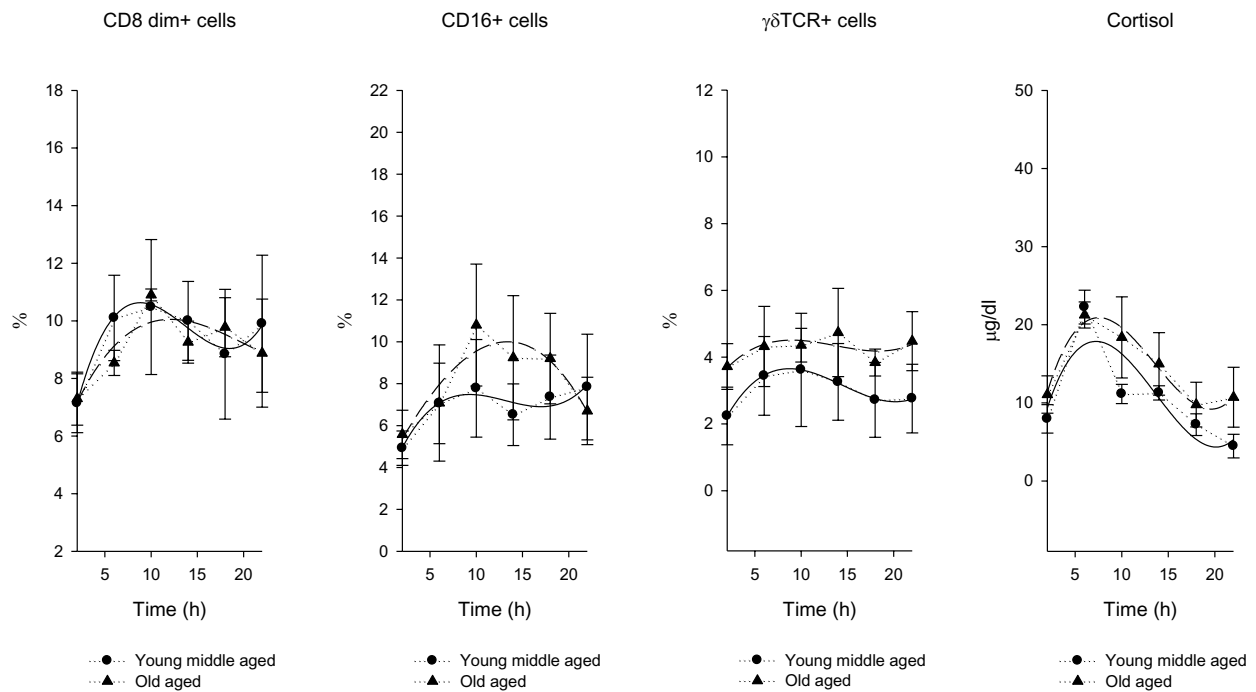 CD8 dim+ cells
CD16+ cells
γδTCR+ cells
Cortisol
18
16
14
12
10
8
6
4
2
%
5 10 15 20
Time (h)
Young middle aged
Old aged
22
20
18
16
14
12
10
8
6
4
2
0
%
5 10 15 20
Time (h)
Young middle aged
Old aged
12
10
8
6
4
2
0
%
5 10 15 20
Time (h)
Young middle aged
Old aged
50
40
30
20
10
0
µg/dl
5 10 15 20
Time (h)
Young middle aged
Old aged